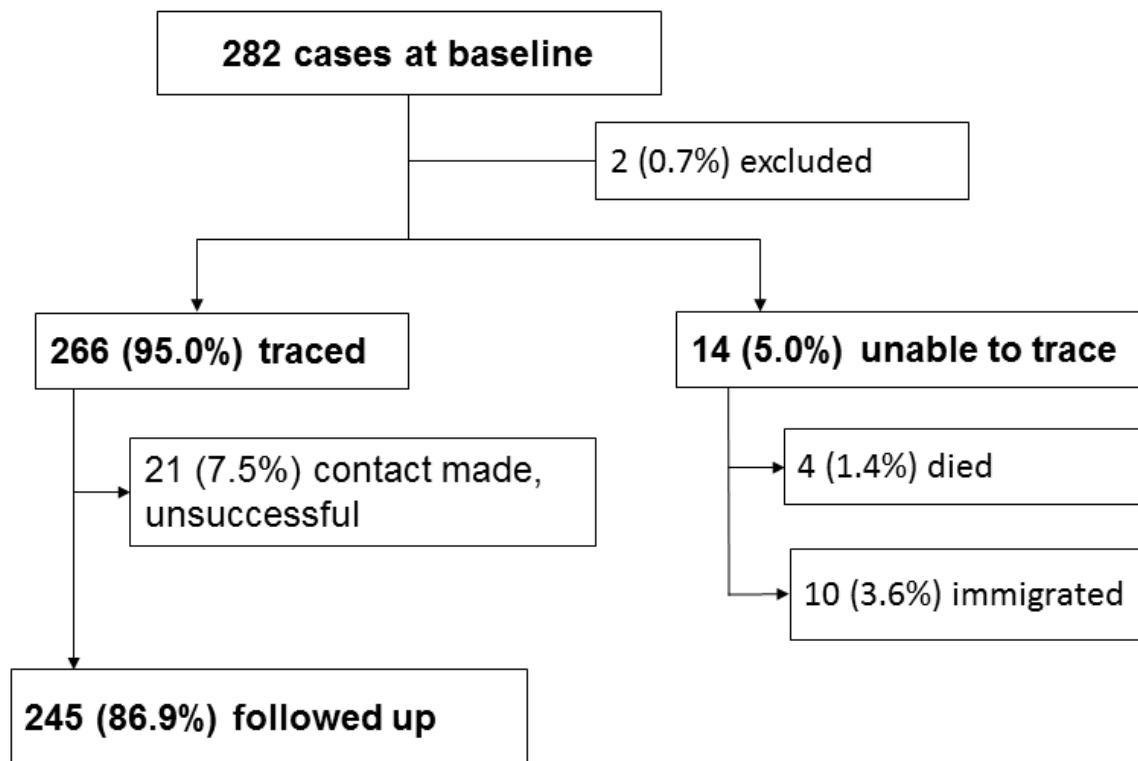 282 cases at baseline
2 (0.7%) excluded
266 (95.0%) traced
14 (5.0%) unable to trace
21 (7.5%) contact made,
unsuccessful
4 (1.4%) died
10 (3.6%) immigrated
245 (86.9%) followed up